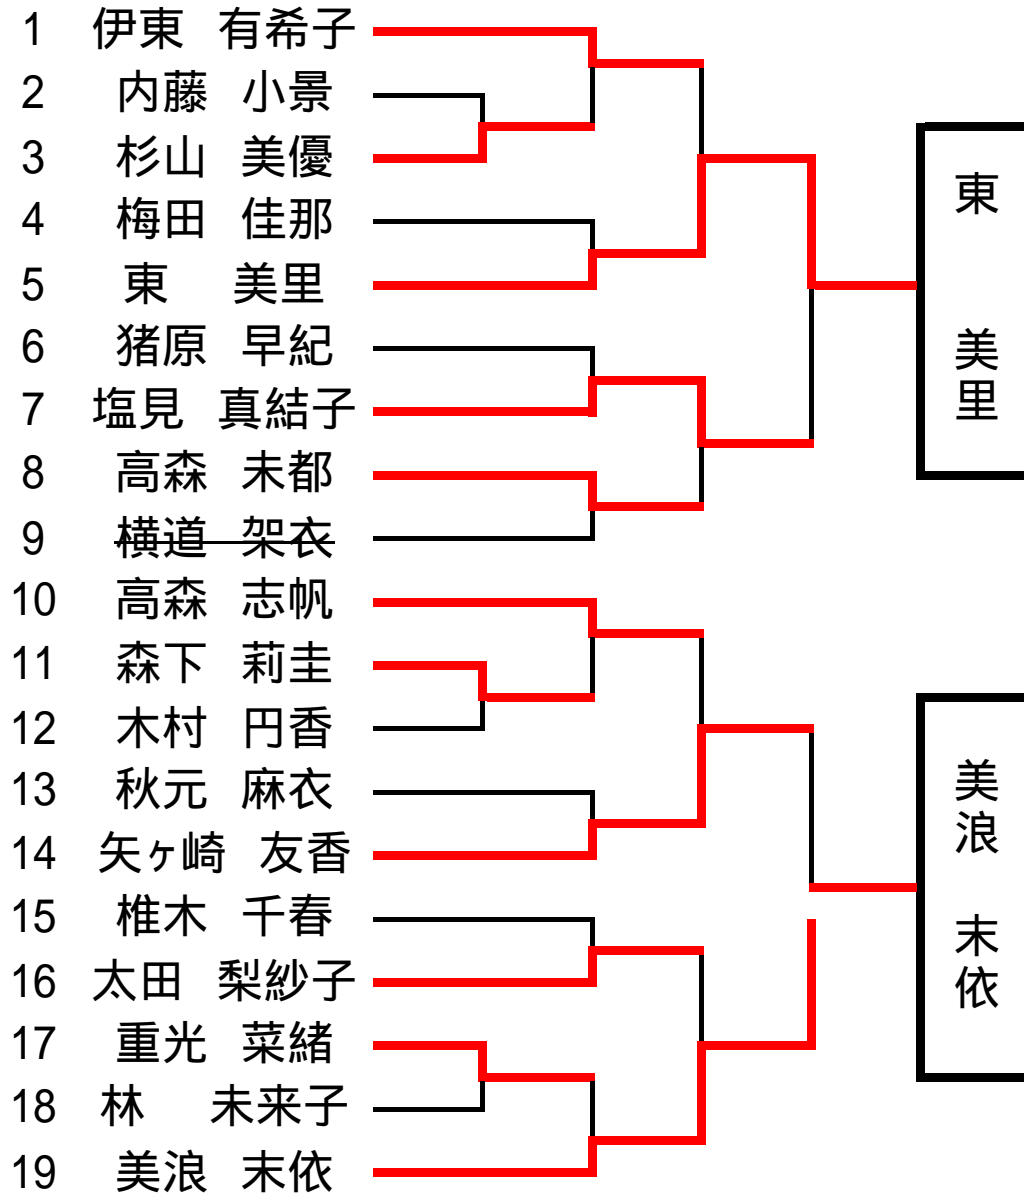 1 伊東 有希子
2 内藤 小景
3 杉山 美優
4 梅田 佳那
5 東 美里
6 猪原 早紀
7 塩見 真結子
8 高森 未都
9 横道 架衣
10 高森 志帆
11 森下 莉圭
12 木村 円香
13 秋元 麻衣
14 矢ヶ崎 友香
15 椎木 千春
16 太田 梨紗子
17 重光 菜緒
18 林 未来子
19 美浪 末依
東 美里
美浪 末依